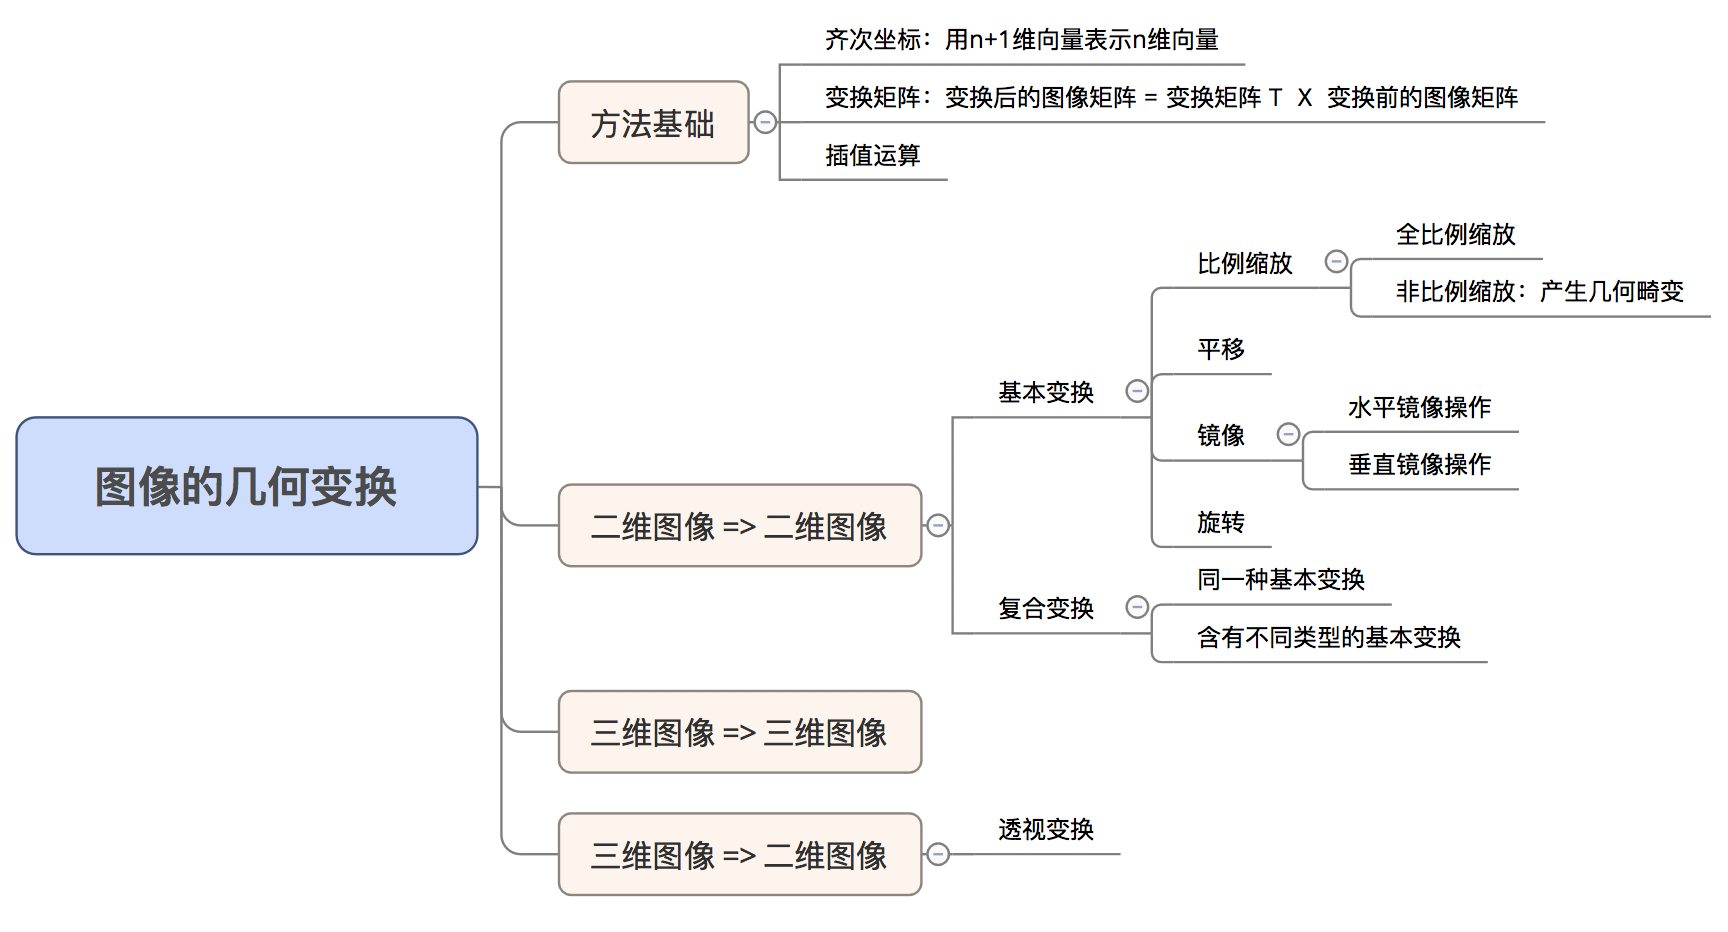 图像的几何变换
方法基础
齐次坐标：用n+1维向量表示n维向量
变换矩阵：变换后的图像矩阵 = 变换矩阵 T X 变换前的图像矩阵
插值运算
二维图像 => 二维图像
基本变换
比例缩放
全比例缩放
非比例缩放：产生几何畸变
平移
镜像
水平镜像操作
垂直镜像操作
旋转
复合变换
同一种基本变换
含有不同类型的基本变换
三维图像 => 三维图像
三维图像 => 二维图像
透视变换